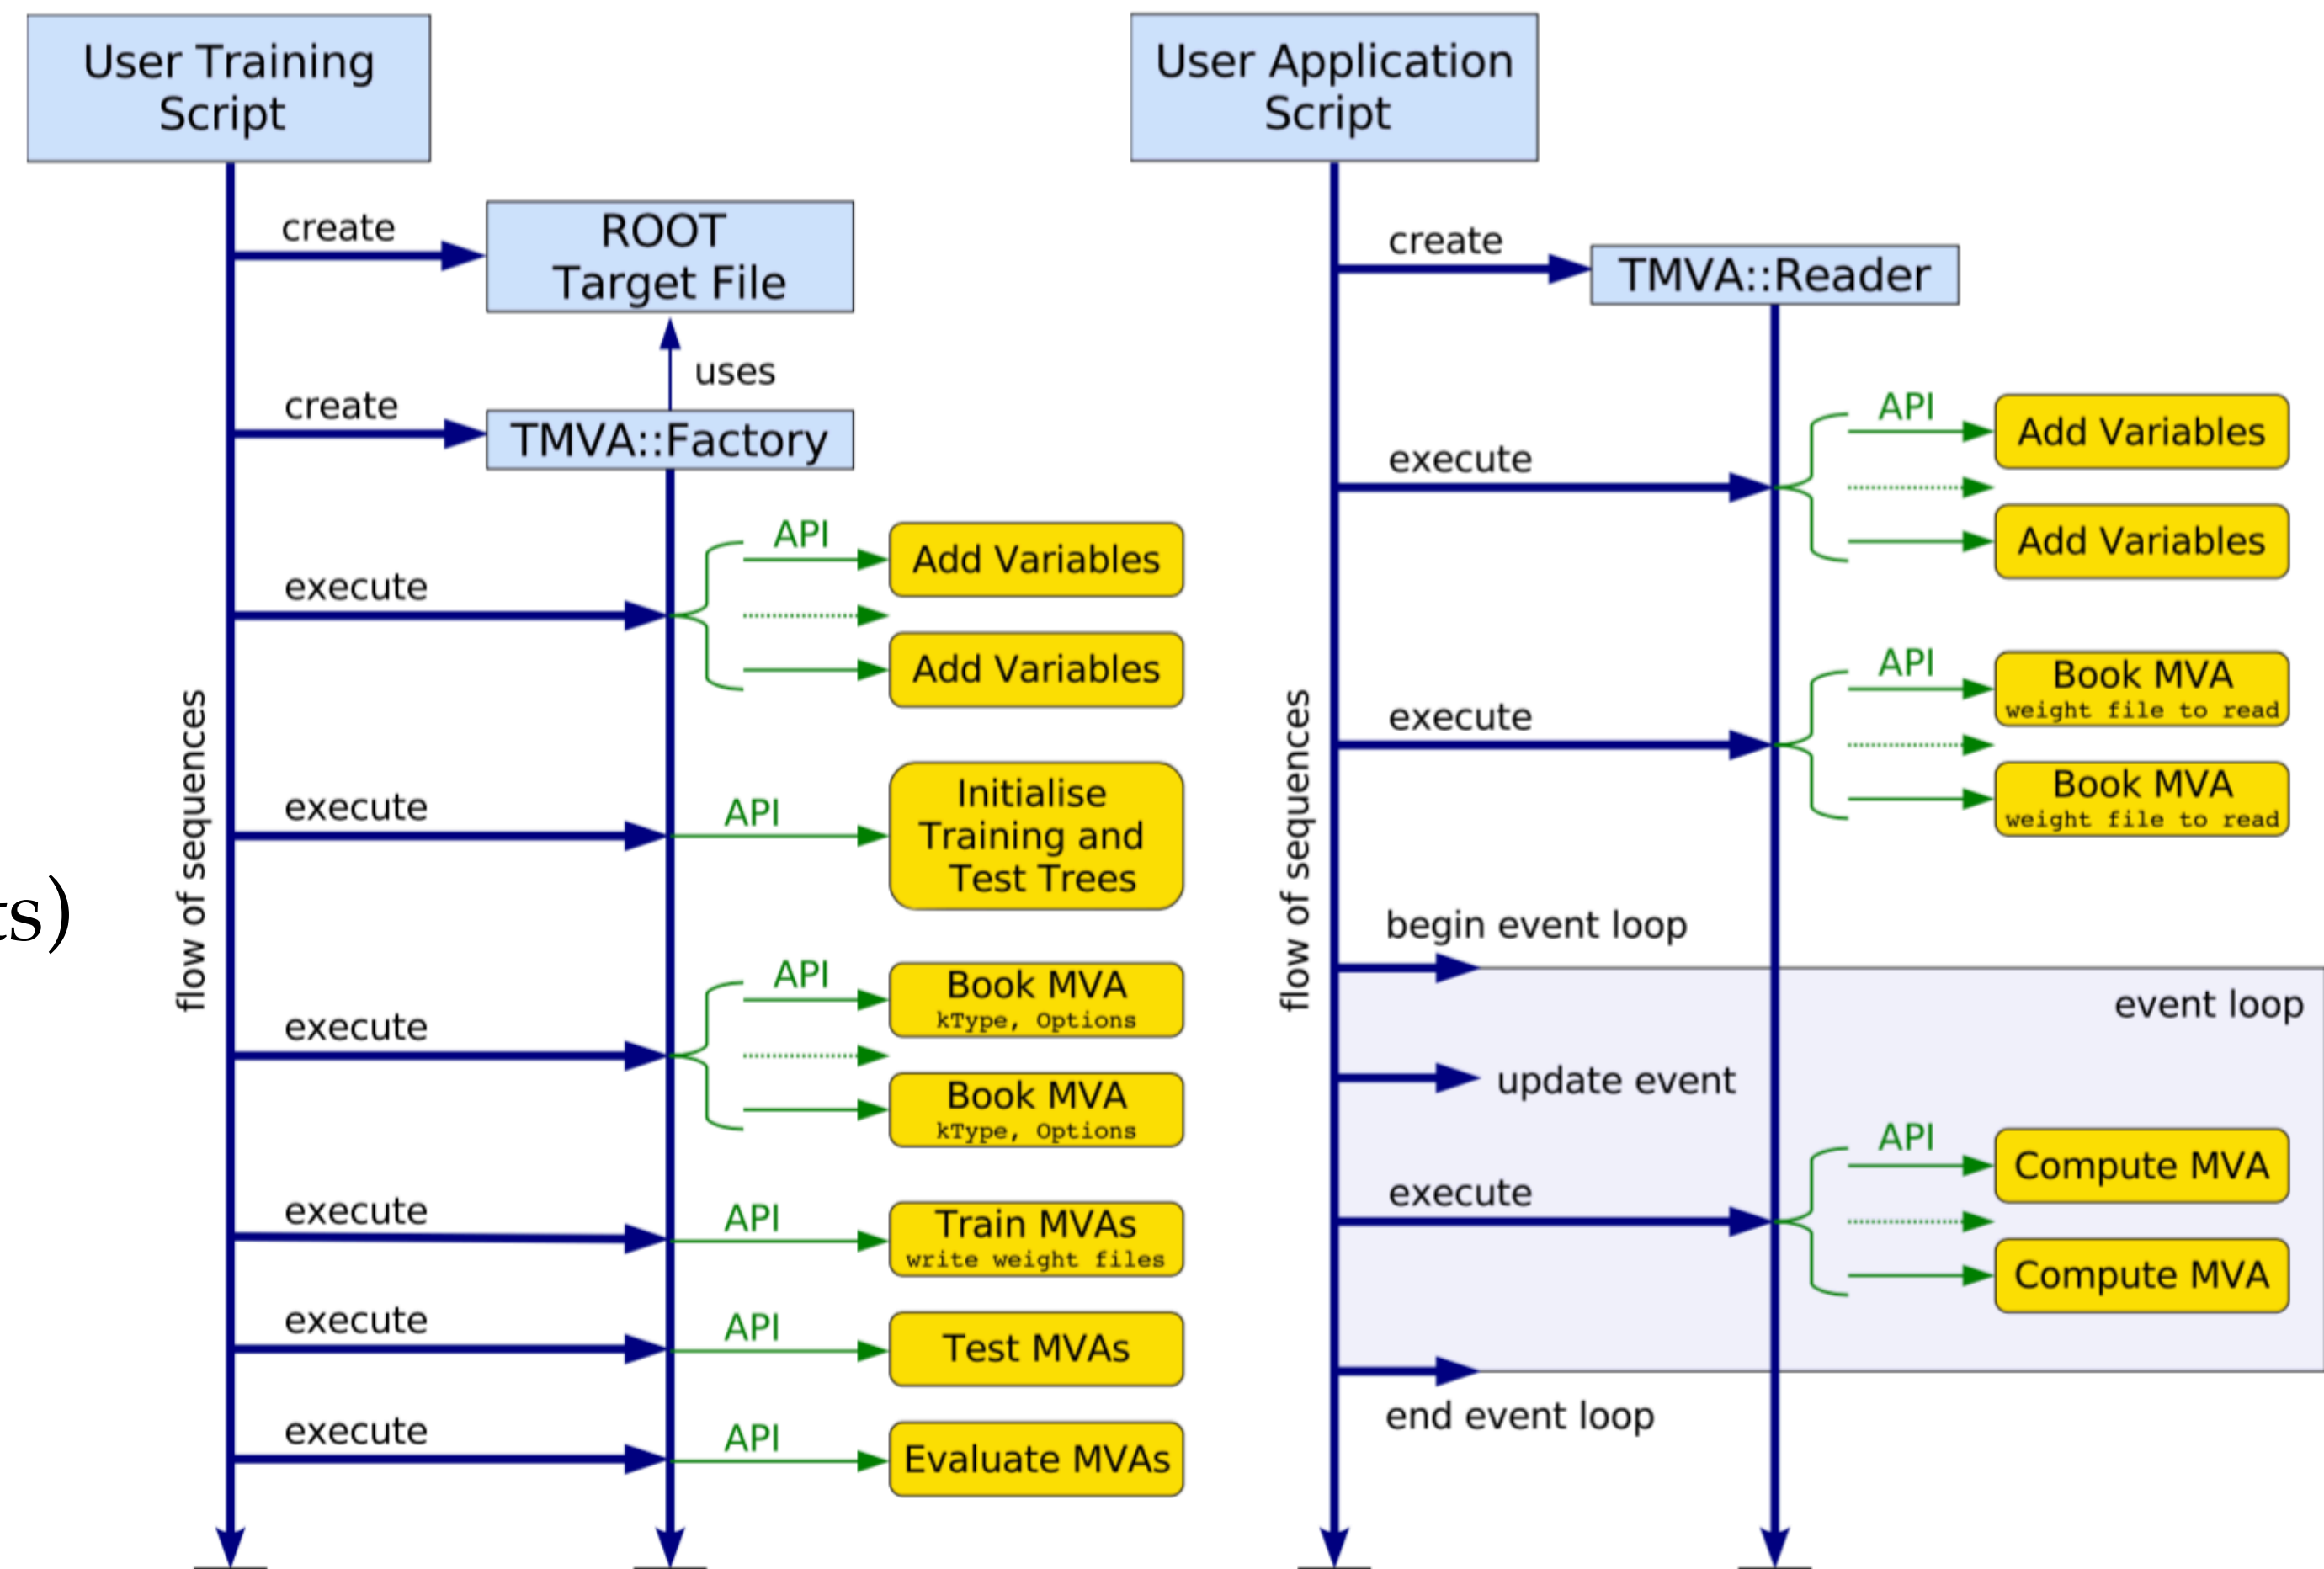 User Training
Script
create
ROOT
Target File
uses
create
TMVA::Factory
execute
API
Add Variables
Add Variables
flow of sequences
execute
API
Initialise
Training and
Test Trees
ts)
execute
API
Book MVA
kType, Options
Book MVA
kType, Options
execute
API
Train MVAs
write weight files
execute
API
Test MVAs
execute
API
Evaluate MVAs
User Application
Script
create
TMVA::Reader
execute
API
Add Variables
Add Variables
flow of sequences
execute
API
Book MVA
weight file to read
Book MVA
weight file to read
begin event loop
event loop
update event
execute
API
Compute MVA
Compute MVA
end event loop